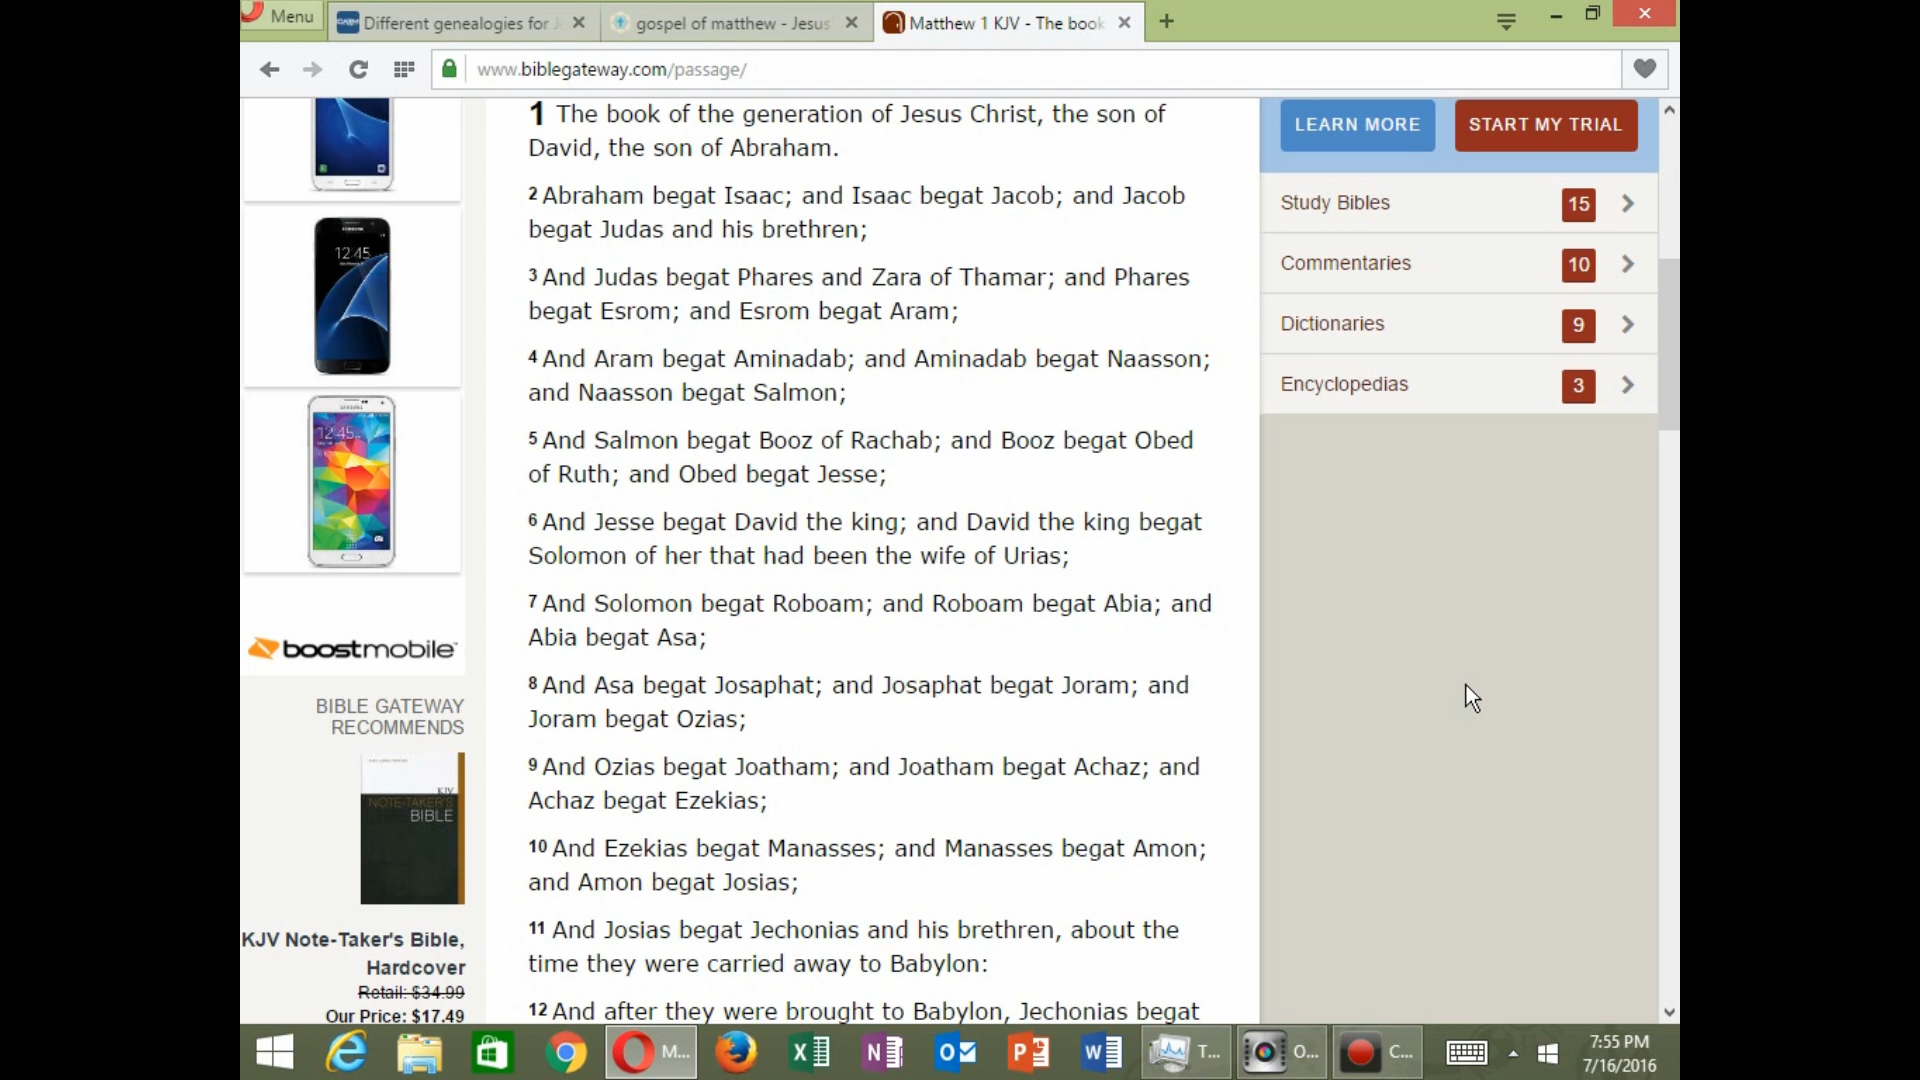 Menu
Different genealogies for J
gospel of matthew - Jesus'
Matthew 1 KJV - The book
www.biblegateway.com/passage/
1 The book of the generation of Jesus Christ, the son of
David, the son of Abraham.
2 Abraham begat Isaac; and Isaac begat Jacob; and Jacob
begat Judas and his brethren;
3 And Judas begat Phares and Zara of Thamar; and Phares
begat Esrom; and Esrom begat Aram;
4 And Aram begat Aminadab; and Aminadab begat Naasson;
and Naasson begat Salmon;
5 And Salmon begat Booz of Rachab; and Booz begat Obed
of Ruth; and Obed begat Jesse;
6 And Jesse begat David the king; and David the king begat
Solomon of her that had been the wife of Urias;
7 And Solomon begat Roboam; and Roboam begat Abia; and
Abia begat Asa;
8 And Asa begat Josaphat; and Josaphat begat Joram; and
Joram begat Ozias;
9 And Ozias begat Joatham; and Joatham begat Achaz; and
Achaz begat Ezekias;
10 And Ezekias begat Manasses; and Manasses begat Amon;
and Amon begat Josias;
11 And Josias begat Jechonias and his brethren, about the
time they were carried away to Babylon:
12 And after they were brought to Babylon, Jechonias begat
LEARN MORE
START MY TRIAL
Study Bibles 15
Commentaries 10
Dictionaries 9
Encyclopedias 3
SAMSUNG
12:45
SAMSUNG
12:45
boostmobile
BIBLE GATEWAY
RECOMMENDS
KJV
NOTE-TAKER'S
BIBLE
KJV Note-Taker's Bible,
Hardcover
Retail: $34.99
Our Price: $17.49
M...
T...
O...
C...
7:55 PM
7/16/2016